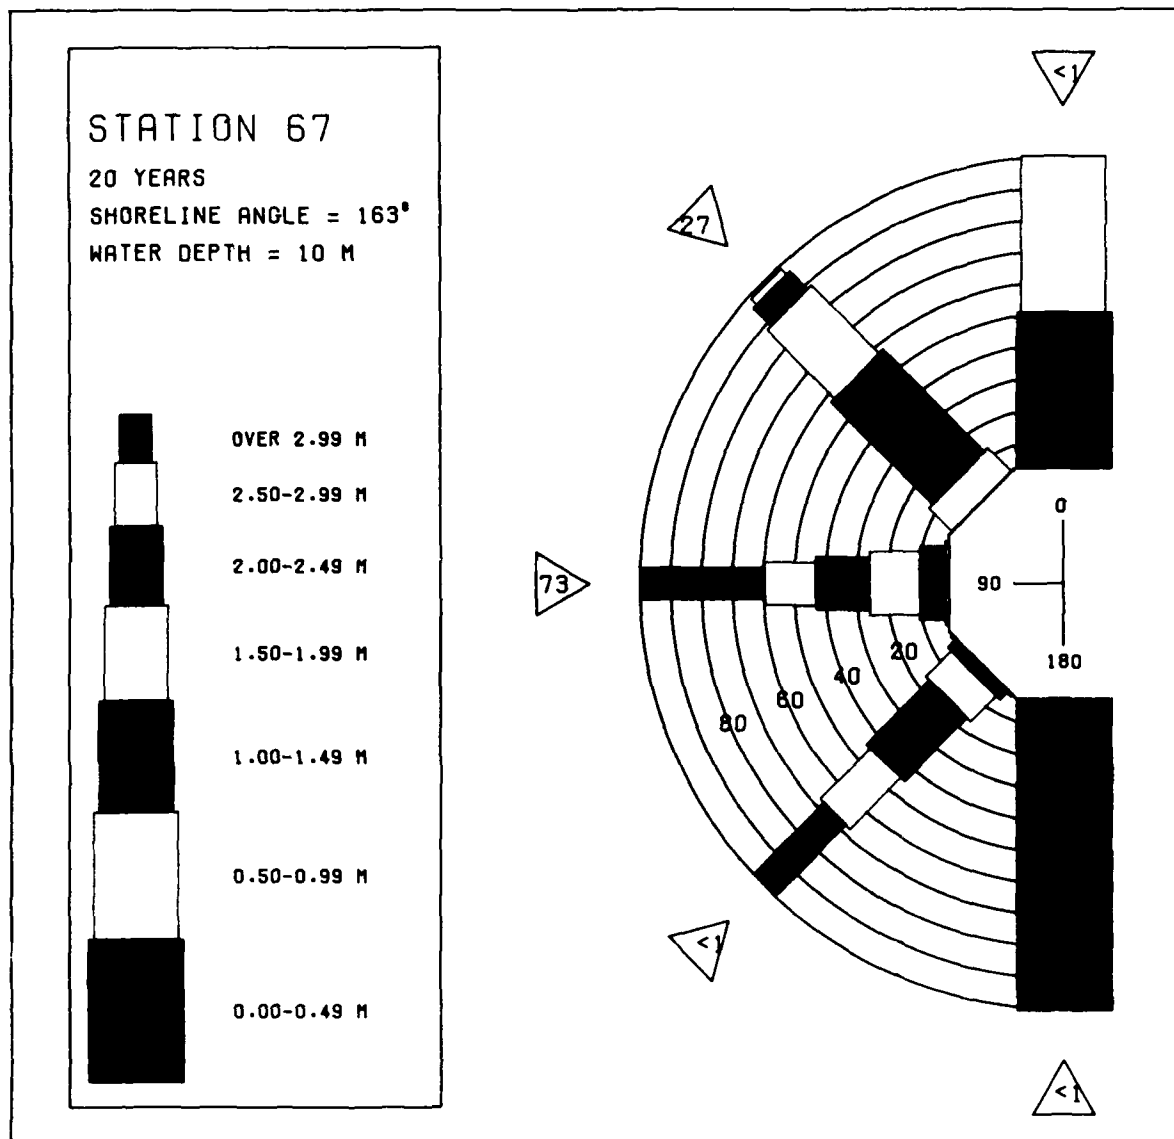 STATION 67
20 YEARS
SHORELINE ANGLE = 163°
WATER DEPTH = 10 M
OVER 2.99 M
2.50-2.99 M
2.00-2.49 M
1.50-1.99 M
1.00-1.49 M
0.50-0.99 M
0.00-0.49 M
<1
27
73
<1
<1
0
90
180
20
40
60
80